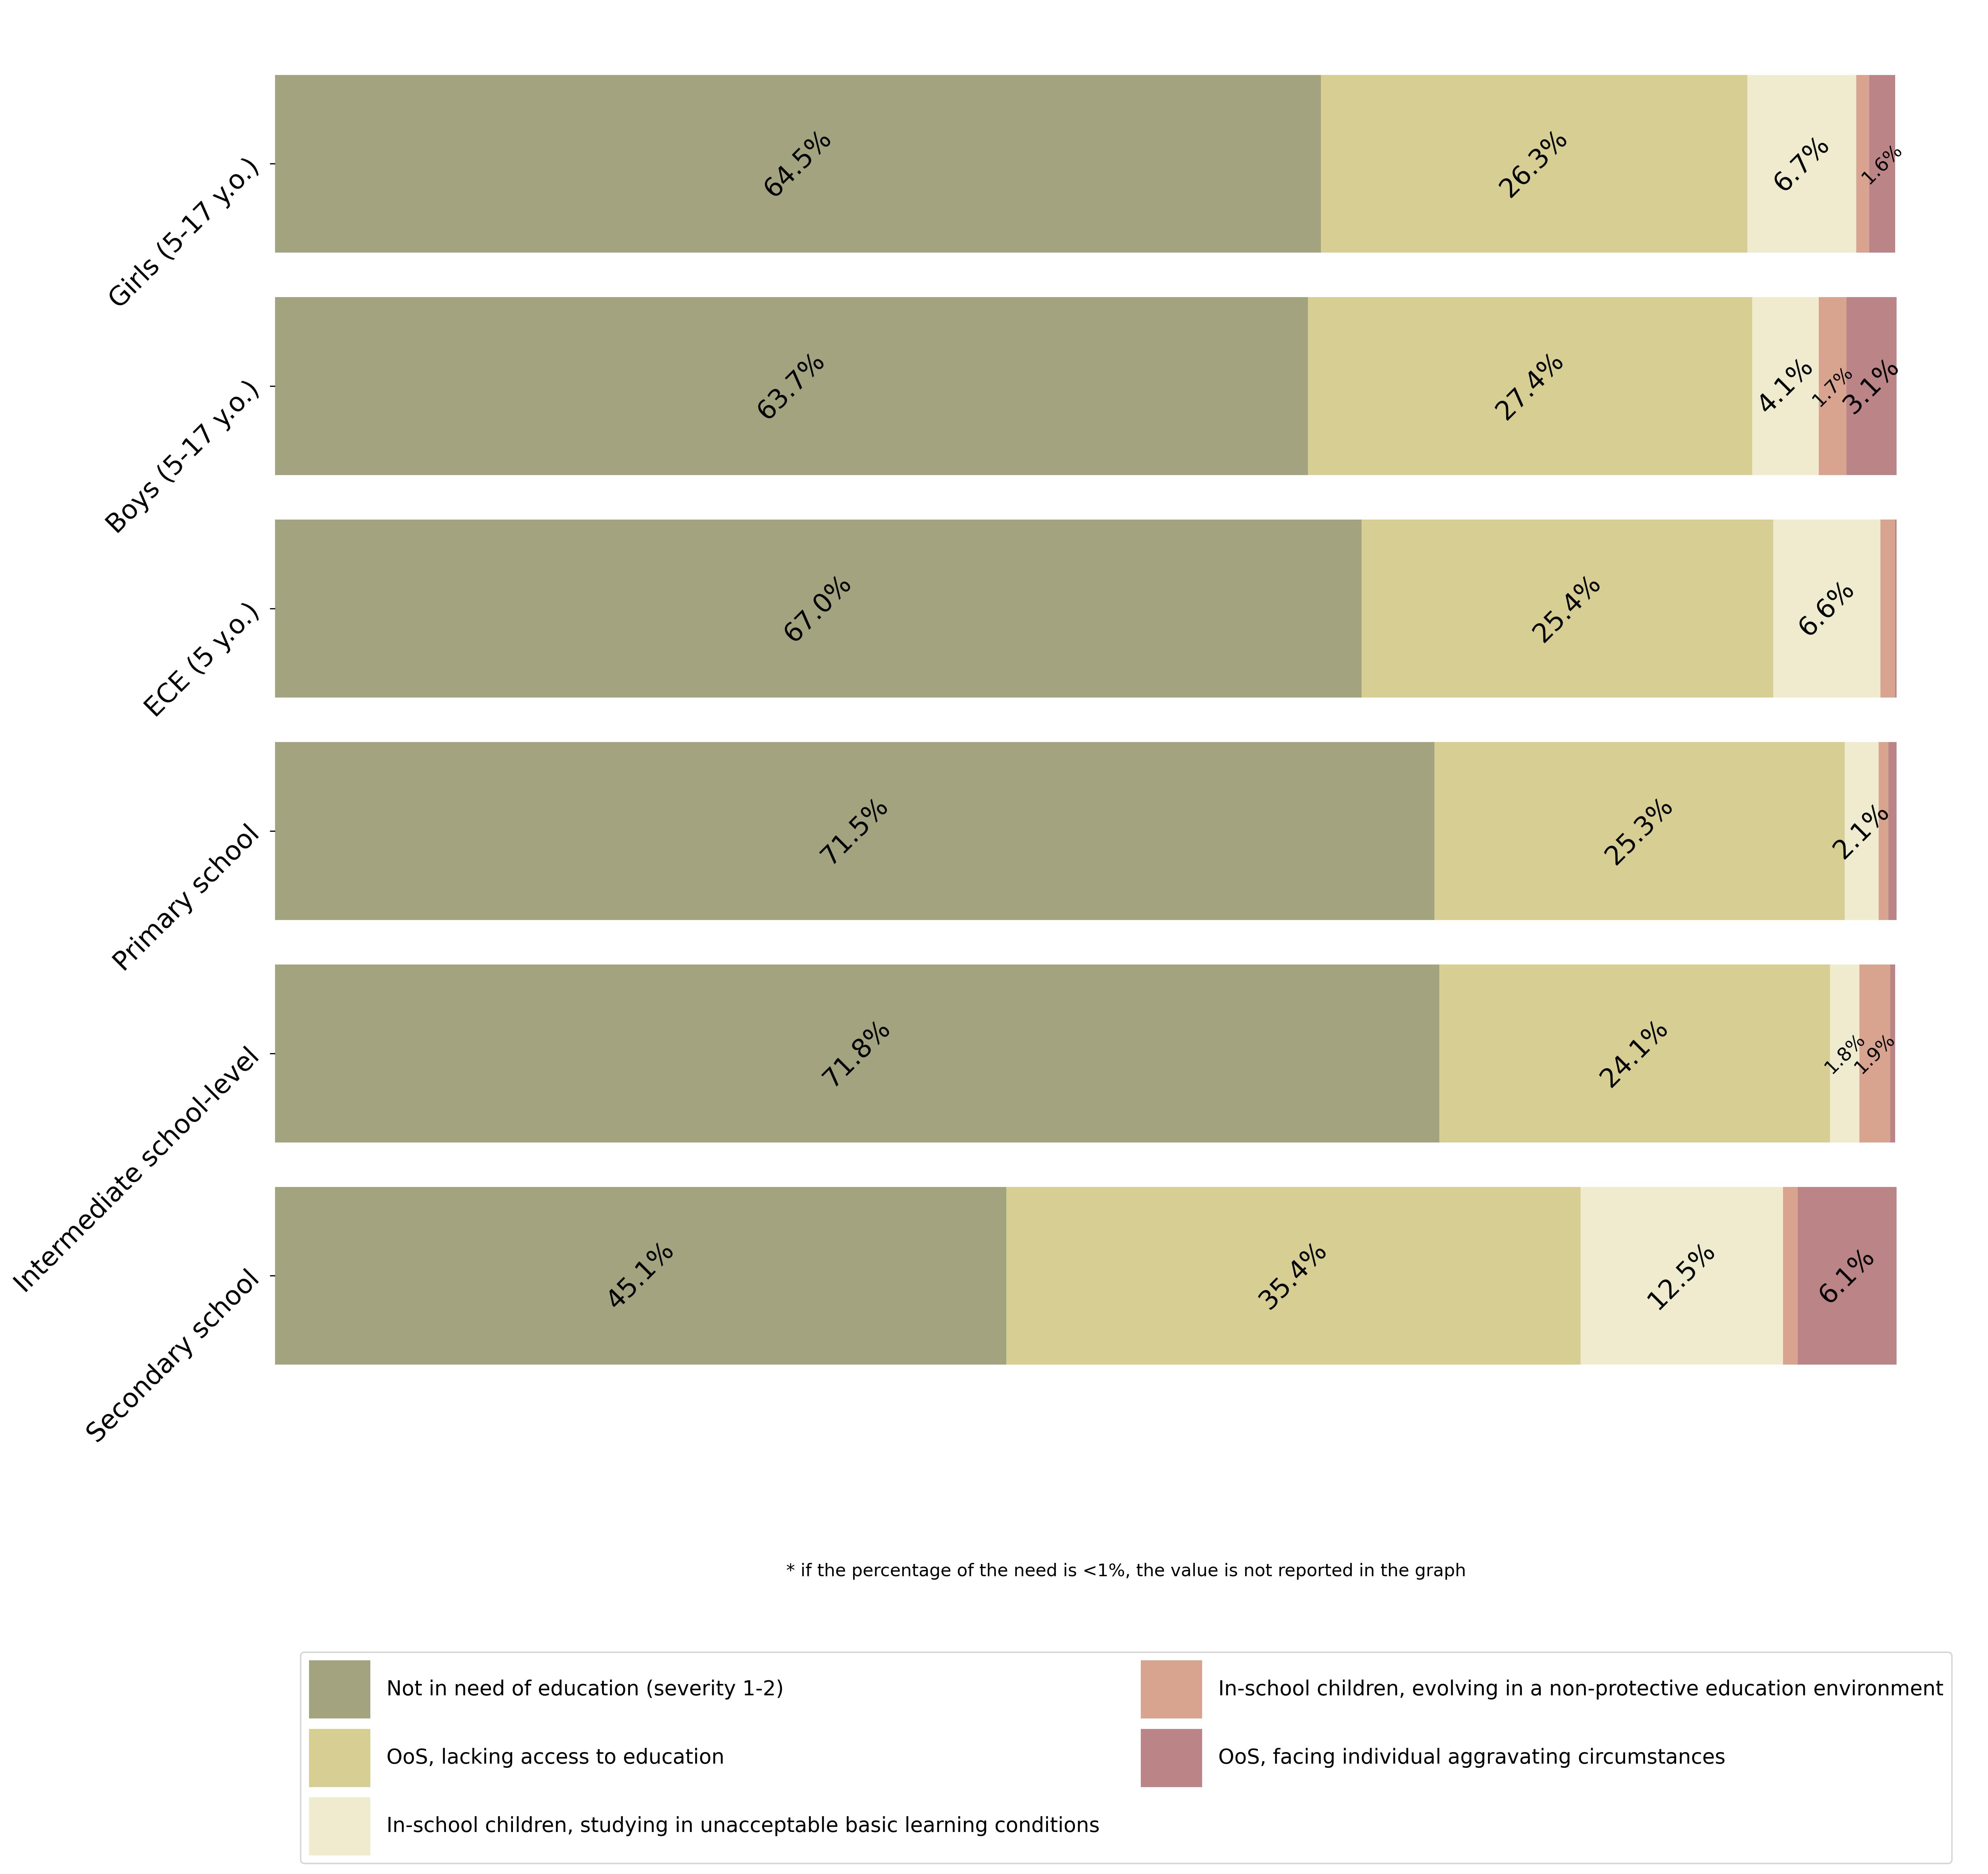 Girls (5-17 y.o.)
64.5%
26.3%
6.7%
1.6%
Boys (5-17 y.o.)
63.7%
27.4%
4.1%
1.7%
3.1%
ECE (5 y.o.)
67.0%
25.4%
6.6%
Primary school
71.5%
25.3%
2.1%
Intermediate school-level
71.8%
24.1%
1.8%
1.9%
Secondary school
45.1%
35.4%
12.5%
6.1%
* if the percentage of the need is <1%, the value is not reported in the graph
Not in need of education (severity 1-2)
OoS, lacking access to education
In-school children, studying in unacceptable basic learning conditions
In-school children, evolving in a non-protective education environment
OoS, facing individual aggravating circumstances